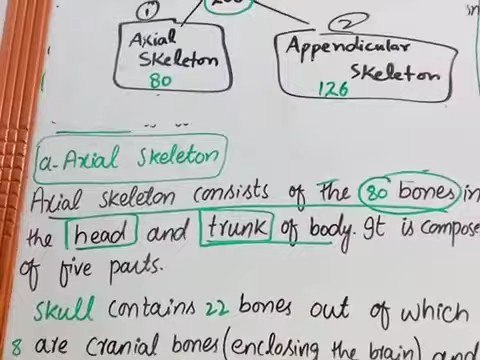 ①
②
Axial
Skeleton
80
Appendicular
Skeleton
126
a- Axial skeleton
Axial skeleton consists of the 80 bones in
the head and trunk of body. It is compose
of five parts.
Skull contains 22 bones out of which
8 are cranial bones (enclosing the brain) and